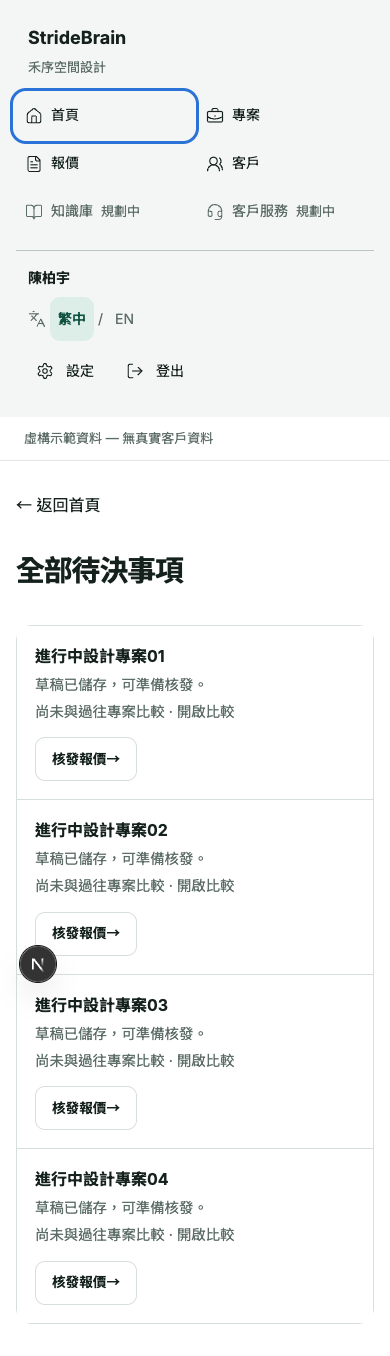 StrideBrain
禾序空間設計
首頁
專案
報價
客戶
知識庫 規劃中
客戶服務 規劃中
陳柏宇
繁中 / EN
設定
登出
虛構示範資料 — 無真實客戶資料
← 返回首頁
全部待決事項
進行中設計專案01
草稿已儲存，可準備核發。
尚未與過往專案比較 · 開啟比較
核發報價→
進行中設計專案02
草稿已儲存，可準備核發。
尚未與過往專案比較 · 開啟比較
核發報價→
N
進行中設計專案03
草稿已儲存，可準備核發。
尚未與過往專案比較 · 開啟比較
核發報價→
進行中設計專案04
草稿已儲存，可準備核發。
尚未與過往專案比較 · 開啟比較
核發報價→